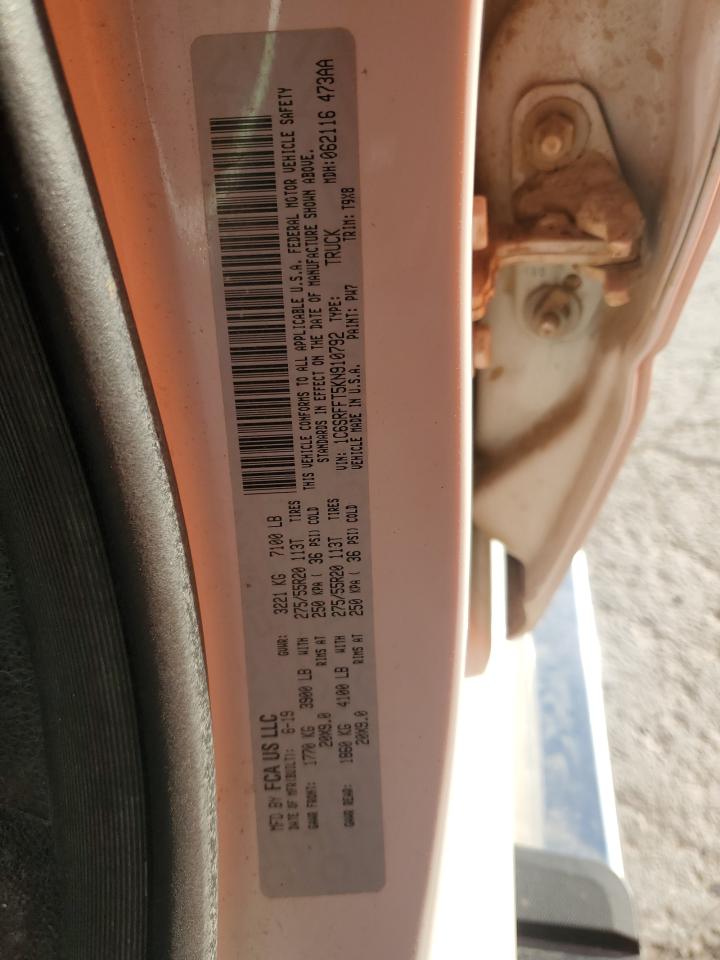 MFD BY FCA US LLC
DATE OF MFR(BUILT): 6-19 GVWR: 3221 KG 7100 LB
GAWR FRONT: 1770 KG 3900 LB WITH 275/55R20 113T TIRES
20X9.0 RIMS AT 250 KPA ( 36 PSI) COLD
GAWR REAR: 1860 KG 4100 LB WITH 275/55R20 113T TIRES
20X9.0 RIMS AT 250 KPA ( 36 PSI) COLD
THIS VEHICLE CONFORMS TO ALL APPLICABLE U.S.A. FEDERAL MOTOR VEHICLE SAFETY
STANDARDS IN EFFECT ON THE DATE OF MANUFACTURE SHOWN ABOVE.
VIN: 1C6SRFFT5KN910792 TYPE: TRUCK MDH:062116 473AA
VEHICLE MADE IN U.S.A. PAINT: PW7 TRIM: T9X8